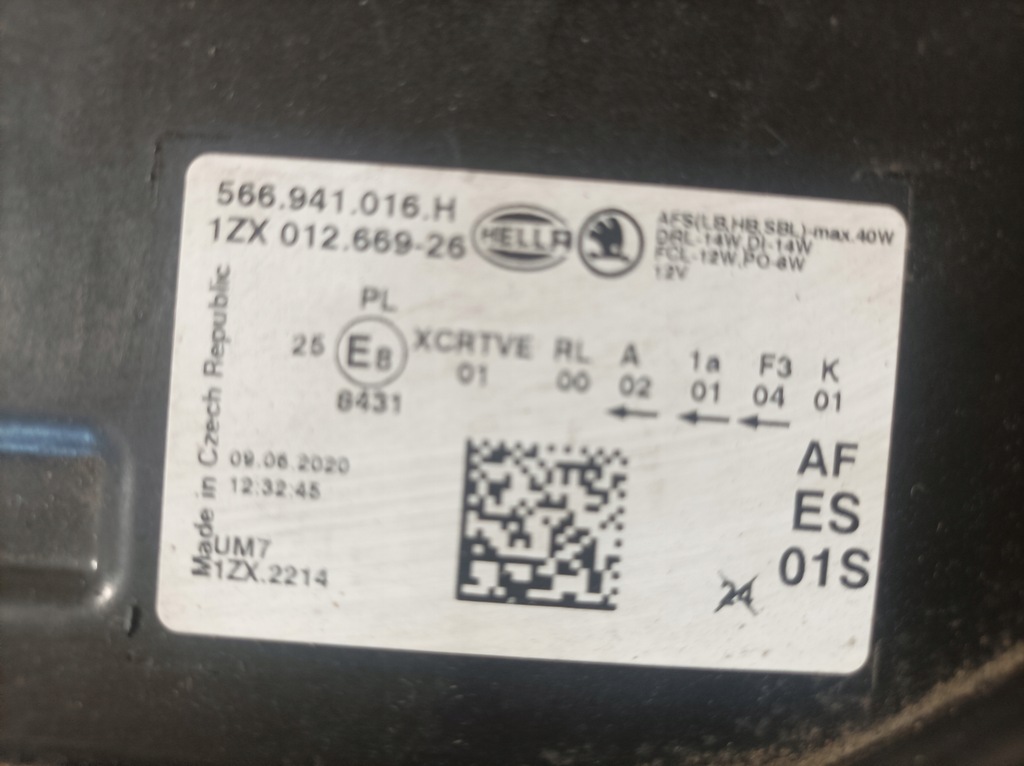 566.941.016.H
1ZX 012.669-26
HELLA
AFS(LB,HB,SBL)-max.40W
DRL-14W,DI-14W
FCL-12W,PO-8W
12V
Made in Czech Republic
PL
25 E8 XCRTVE RL A 1a F3 K
01 00 02 01 04 01
8431
09.06.2020
12:32:45
UM7
1ZX.2214
AF
ES
01S
24